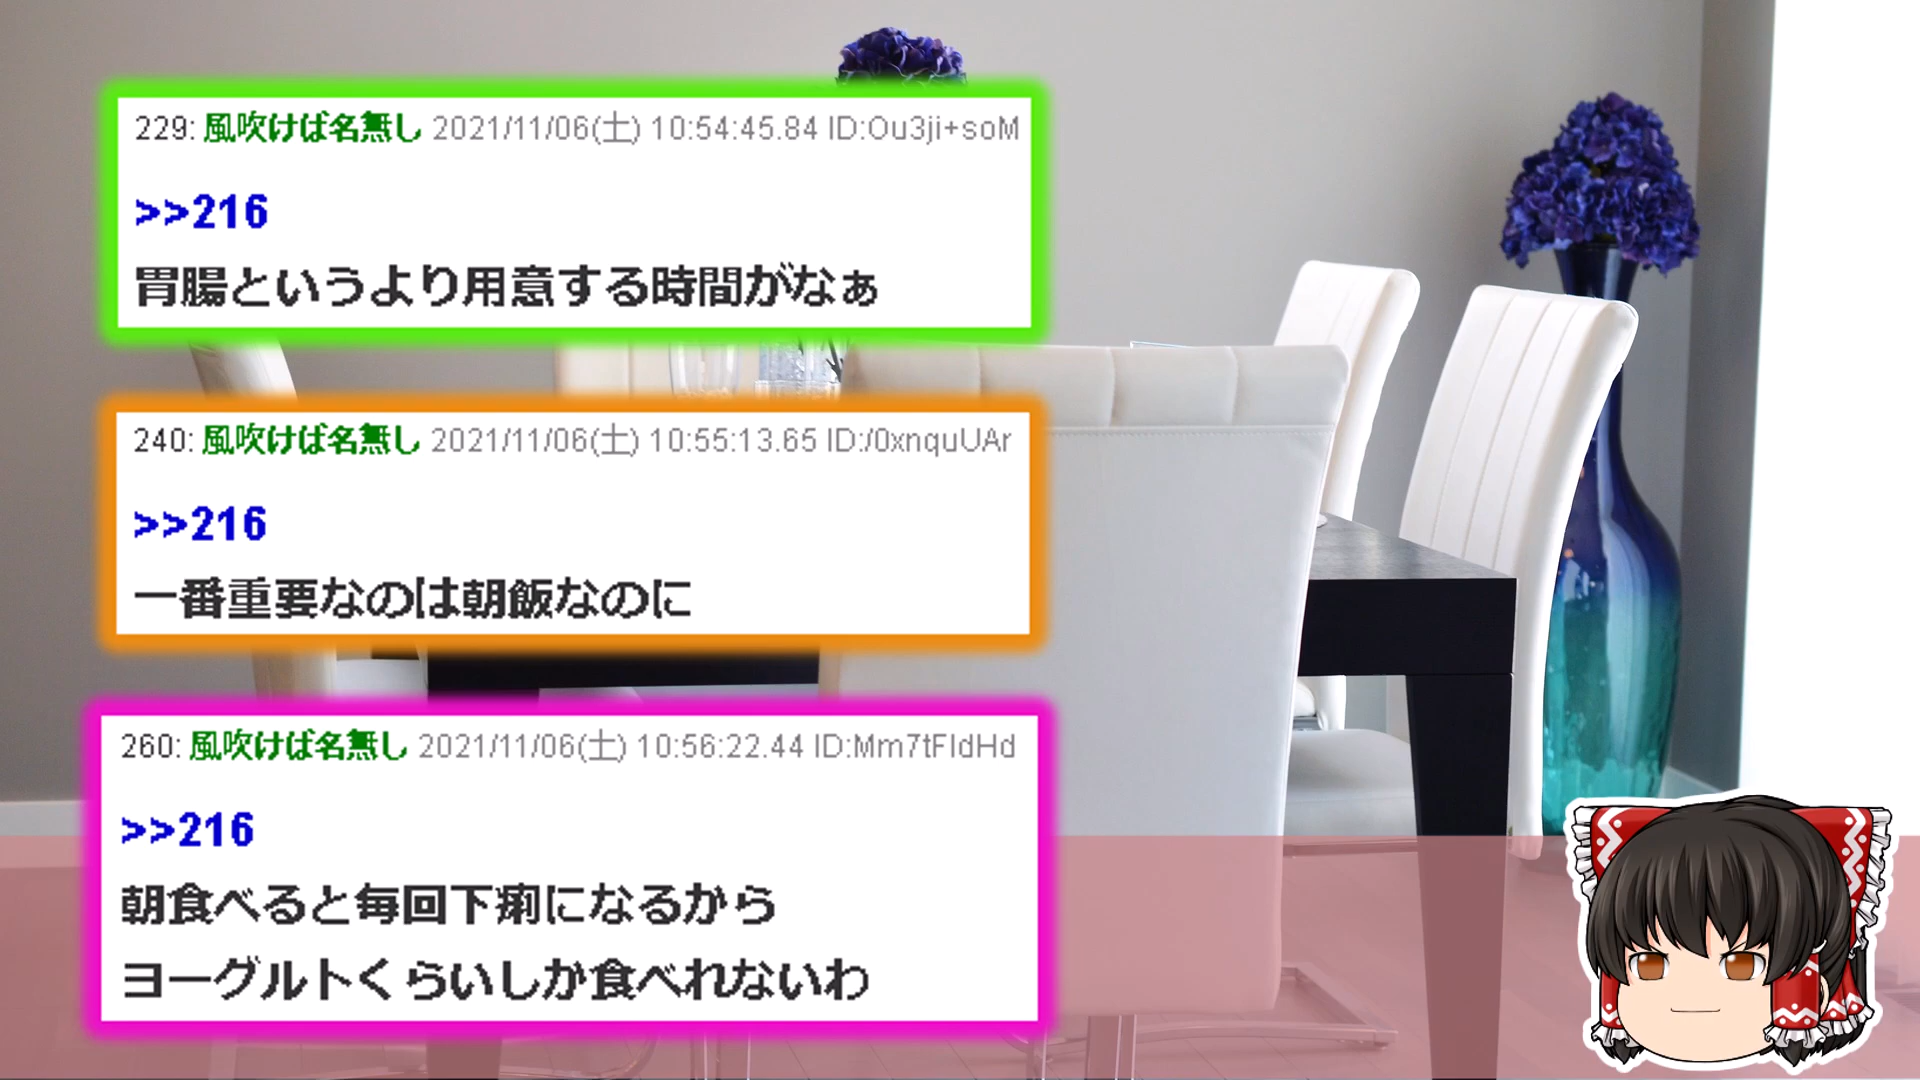 229: 風吹けば名無し 2021/11/06(土) 10:54:45.84 ID:Ou3ji+soM
>>216
胃腸というより用意する時間がなぁ
240: 風吹けば名無し 2021/11/06(土) 10:55:13.65 ID:/0xnquUAr
>>216
一番重要なのは朝飯なのに
260: 風吹けば名無し 2021/11/06(土) 10:56:22.44 ID:Mm7tFIdHd
>>216
朝食べると毎回下痢になるから
ヨーグルトくらいしか食べれないわ